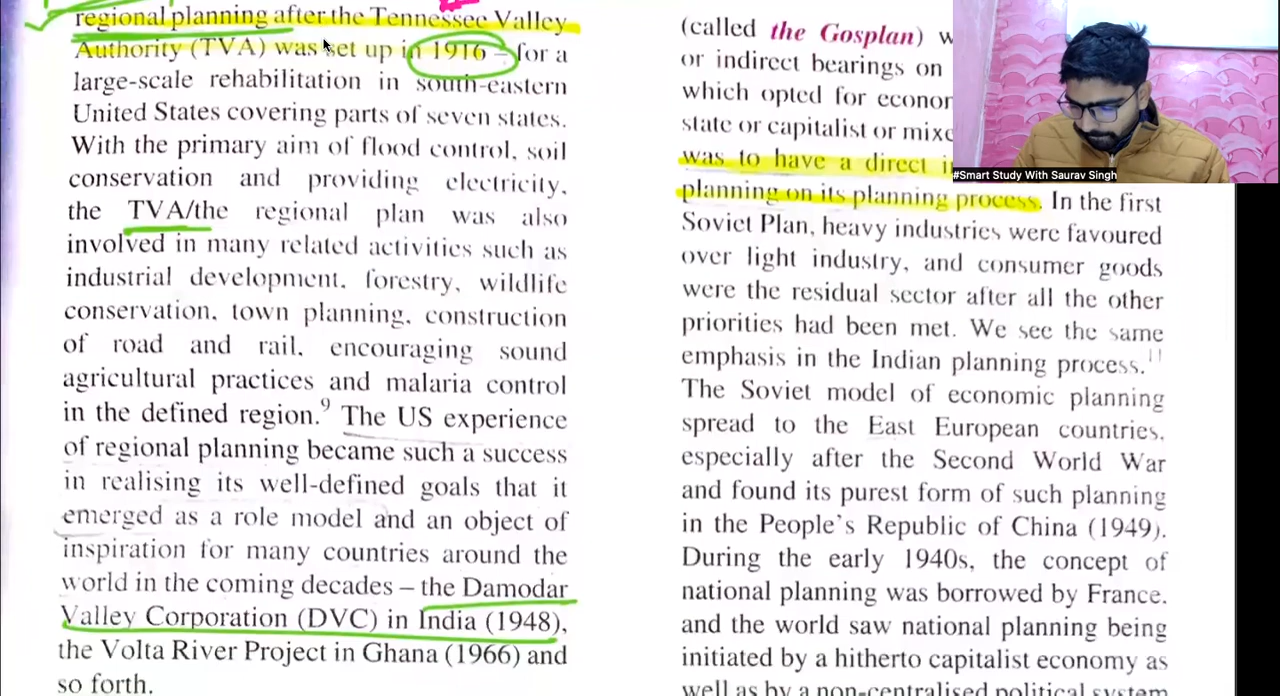 regional planning after the Tennessee Valley
Authority (TVA) was set up in 1916 – for a
large-scale rehabilitation in south-eastern
United States covering parts of seven states.
With the primary aim of flood control, soil
conservation and providing electricity,
the TVA/the regional plan was also
involved in many related activities such as
industrial development, forestry, wildlife
conservation, town planning, construction
of road and rail, encouraging sound
agricultural practices and malaria control
in the defined region.9 The US experience
of regional planning became such a success
in realising its well-defined goals that it
emerged as a role model and an object of
inspiration for many countries around the
world in the coming decades – the Damodar
Valley Corporation (DVC) in India (1948),
the Volta River Project in Ghana (1966) and
so forth.
(called the Gosplan) w
or indirect bearings on
which opted for econor
state or capitalist or mixe
was to have a direct i
planning on its planning process. In the first
Soviet Plan, heavy industries were favoured
over light industry, and consumer goods
were the residual sector after all the other
priorities had been met. We see the same
emphasis in the Indian planning process.11
The Soviet model of economic planning
spread to the East European countries,
especially after the Second World War
and found its purest form of such planning
in the People's Republic of China (1949).
During the early 1940s, the concept of
national planning was borrowed by France,
and the world saw national planning being
initiated by a hitherto capitalist economy as
well as by a non-centralised political system
#Smart Study With Saurav Singh